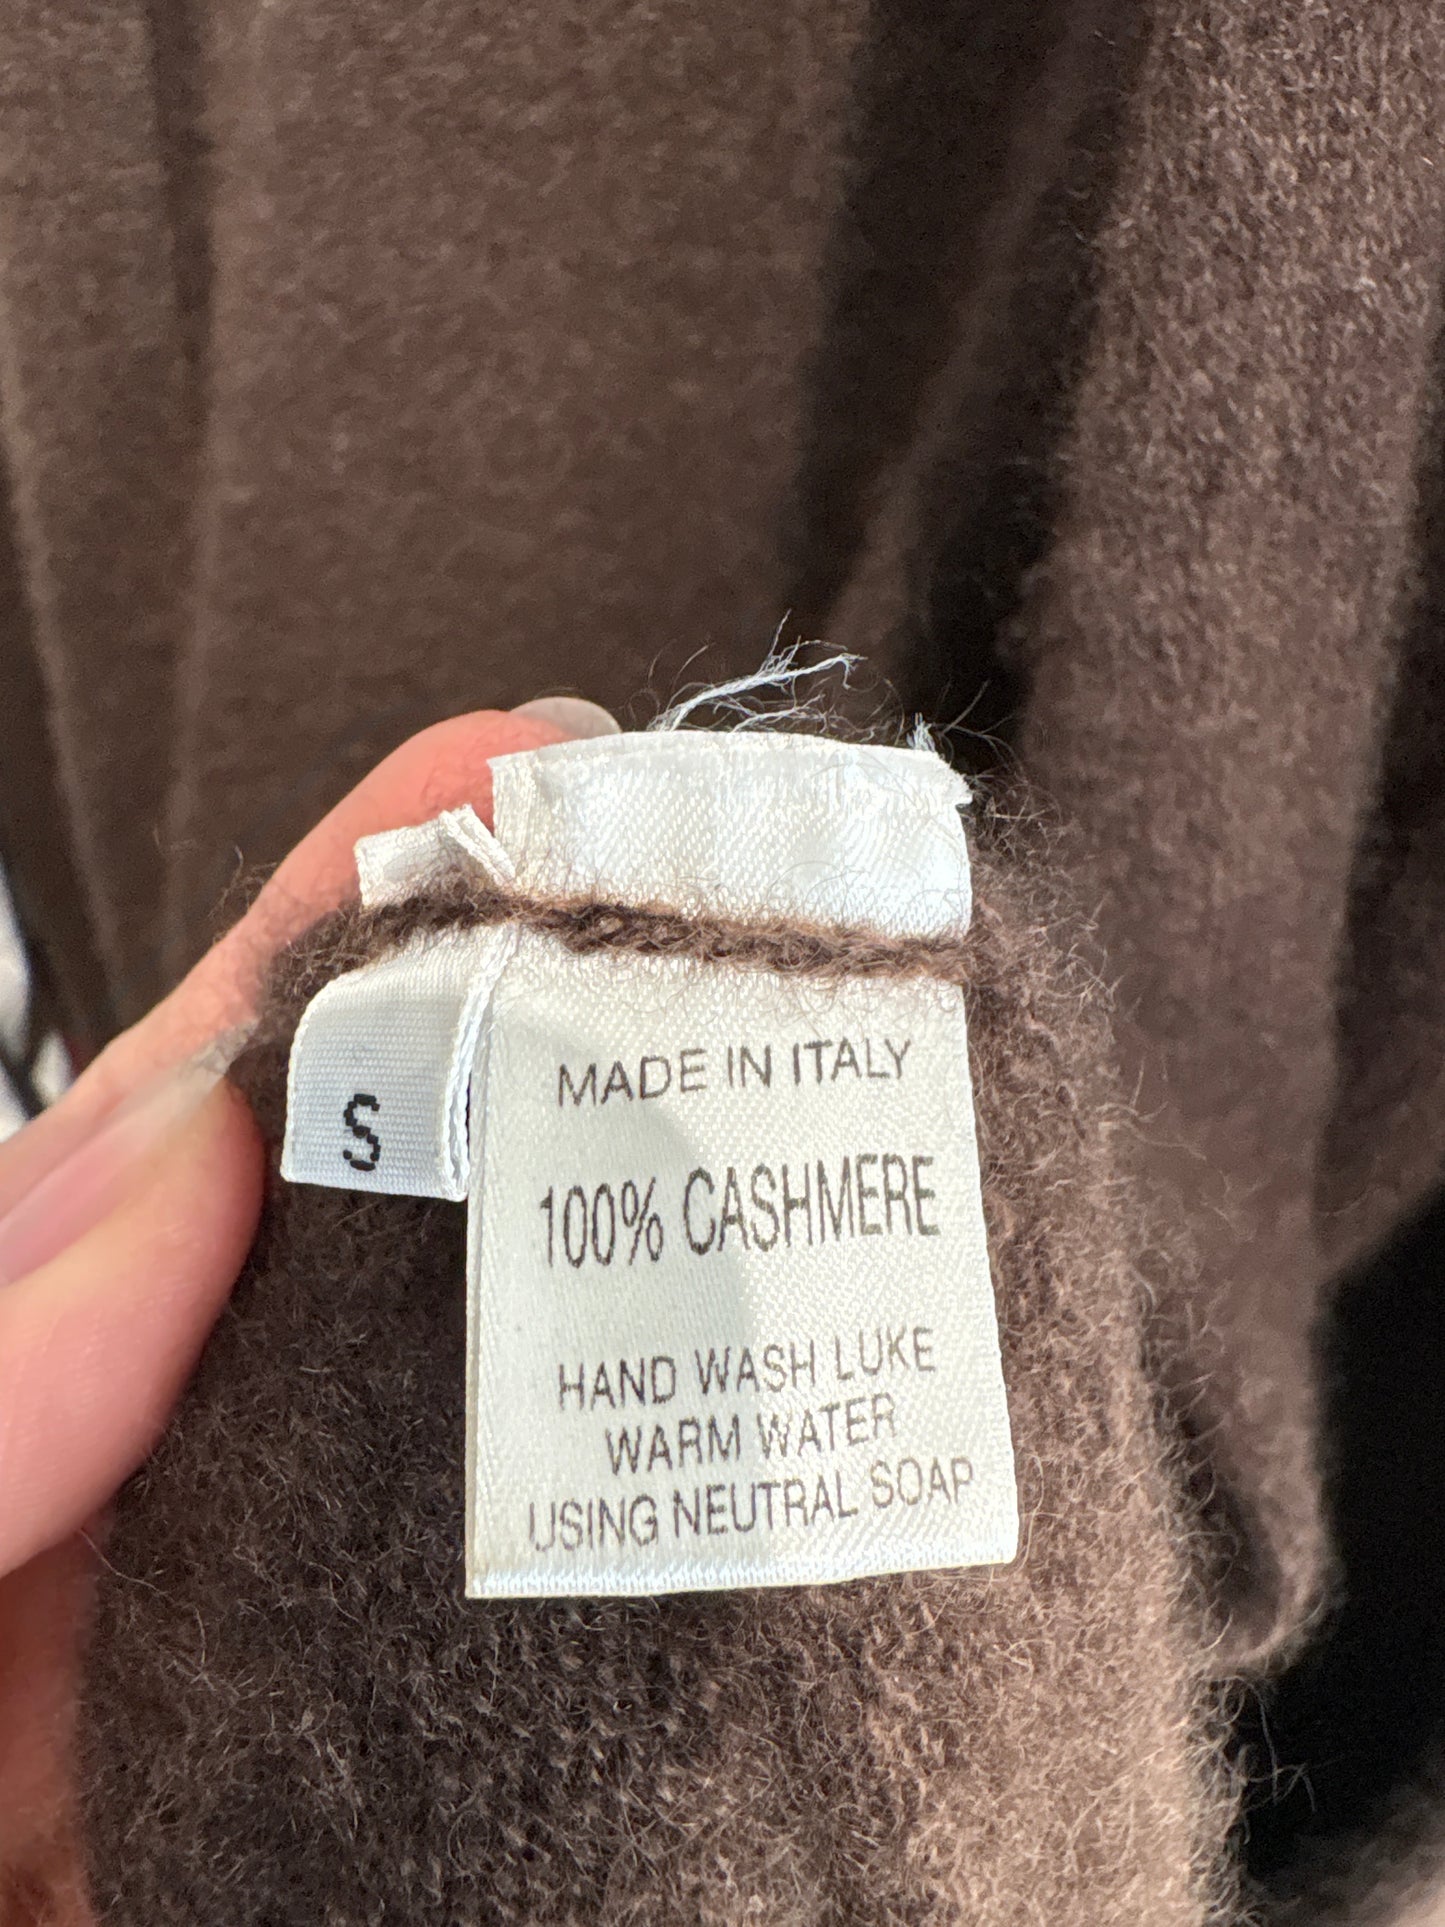 S
MADE IN ITALY
100% CASHMERE
HAND WASH LUKE
WARM WATER
USING NEUTRAL SOAP